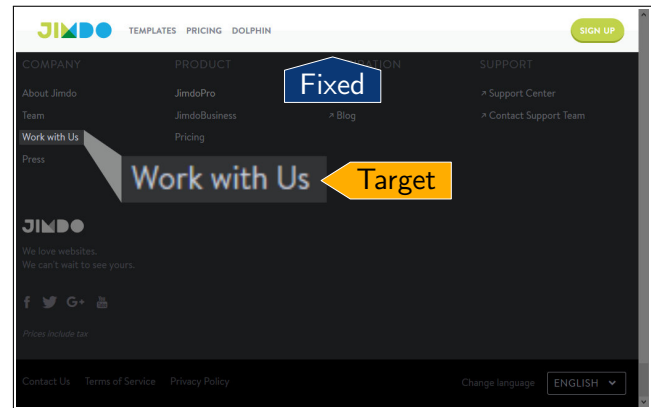 JIMDO TEMPLATES PRICING DOLPHIN SIGN UP
COMPANY PRODUCT RATION SUPPORT
Fixed
About Jimdo JimdoPro ↗ Support Center
Team JimdoBusiness ↗ Blog ↗ Contact Support Team
Work with Us Pricing
Press
Work with Us Target
JIMDO
We love websites.
We can't wait to see yours.
f G+
Prices include tax
Contact Us Terms of Service Privacy Policy Change language ENGLISH